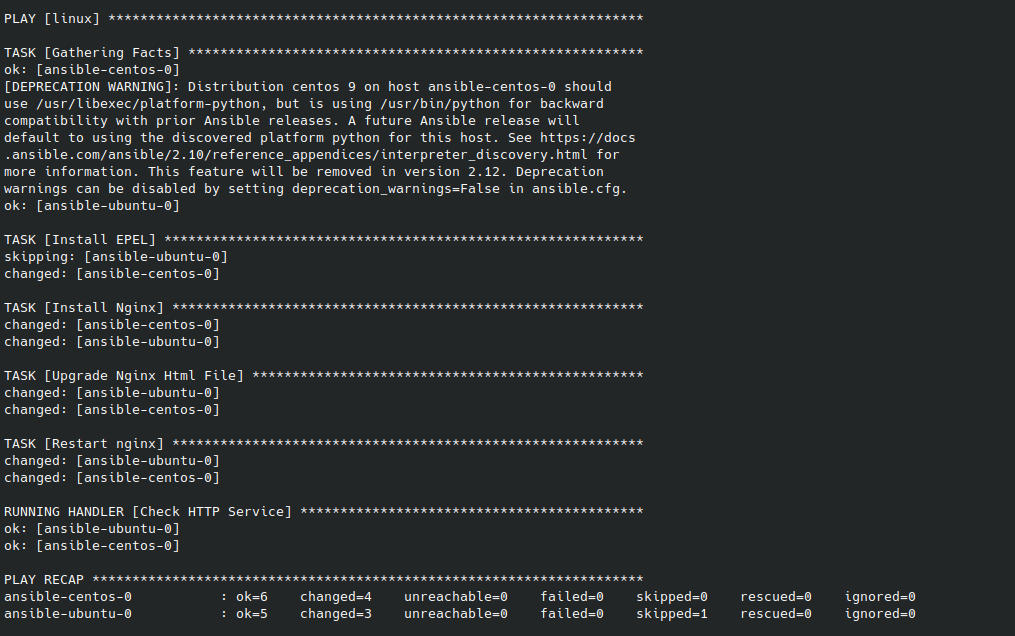 PLAY [linux] *******************************************************************
TASK [Gathering Facts] *********************************************************
ok: [ansible-centos-0]
[DEPRECATION WARNING]: Distribution centos 9 on host ansible-centos-0 should
use /usr/libexec/platform-python, but is using /usr/bin/python for backward
compatibility with prior Ansible releases. A future Ansible release will
default to using the discovered platform python for this host. See https://docs
.ansible.com/ansible/2.10/reference_appendices/interpreter_discovery.html for
more information. This feature will be removed in version 2.12. Deprecation
warnings can be disabled by setting deprecation_warnings=False in ansible.cfg.
ok: [ansible-ubuntu-0]
TASK [Install EPEL] ************************************************************
skipping: [ansible-ubuntu-0]
changed: [ansible-centos-0]
TASK [Install Nginx] ***********************************************************
changed: [ansible-centos-0]
changed: [ansible-ubuntu-0]
TASK [Upgrade Nginx Html File] *************************************************
changed: [ansible-ubuntu-0]
changed: [ansible-centos-0]
TASK [Restart nginx] ***********************************************************
changed: [ansible-ubuntu-0]
changed: [ansible-centos-0]
RUNNING HANDLER [Check HTTP Service] *******************************************
ok: [ansible-ubuntu-0]
ok: [ansible-centos-0]
PLAY RECAP *********************************************************************
ansible-centos-0           : ok=6    changed=4    unreachable=0    failed=0    skipped=0    rescued=0    ignored=0
ansible-ubuntu-0           : ok=5    changed=3    unreachable=0    failed=0    skipped=1    rescued=0    ignored=0